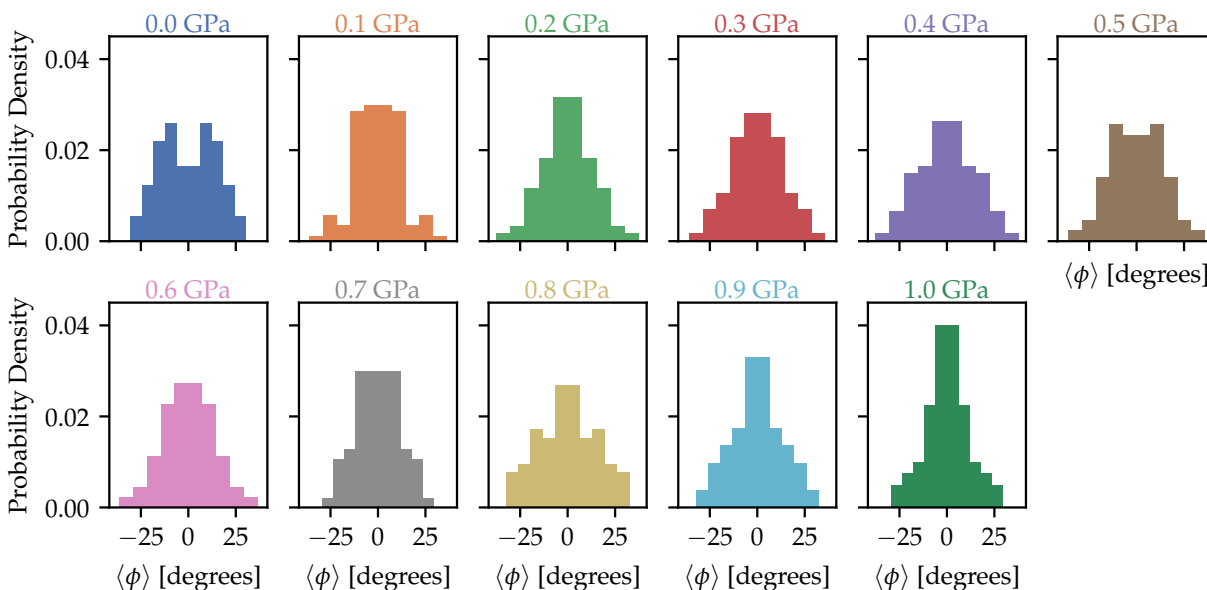 0.0 GPa 0.1 GPa 0.2 GPa 0.3 GPa 0.4 GPa 0.5 GPa
Probability Density
0.04
0.02
0.00
⟨ϕ⟩ [degrees]
0.6 GPa 0.7 GPa 0.8 GPa 0.9 GPa 1.0 GPa
Probability Density
0.04
0.02
0.00
−25 0 25 −25 0 25 −25 0 25 −25 0 25 −25 0 25
⟨ϕ⟩ [degrees] ⟨ϕ⟩ [degrees] ⟨ϕ⟩ [degrees] ⟨ϕ⟩ [degrees] ⟨ϕ⟩ [degrees]